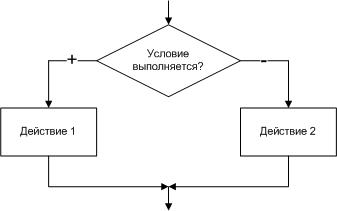 Условие
выполняется?
+
-
Действие 1
Действие 2